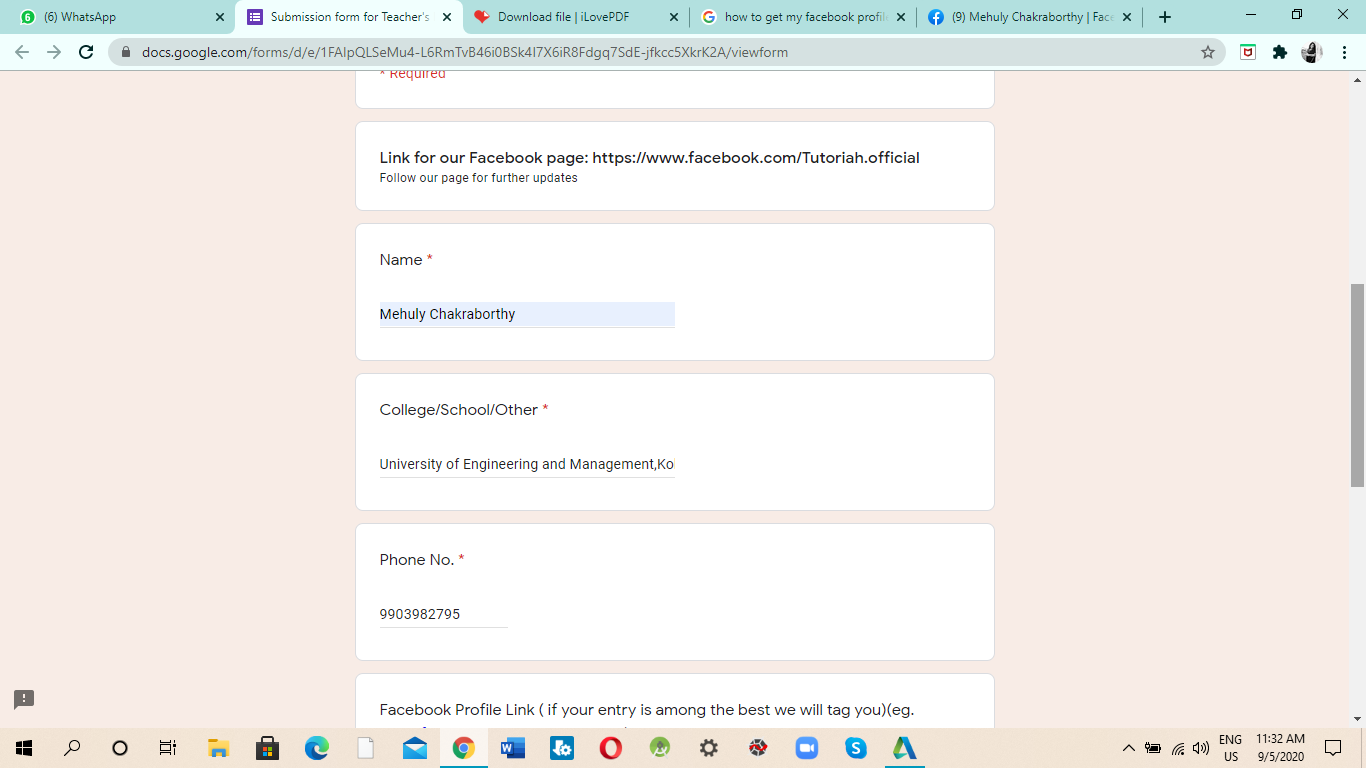 (6) WhatsApp
Submission form for Teacher's
Download file | iLovePDF
how to get my facebook profil
(9) Mehuly Chakraborthy | Fac
docs.google.com/forms/d/e/1FAIpQLSeMu4-L6RmTvB46i0BSk4I7X6iR8Fdgq7SdE-jfkcc5XkrK2A/viewform
* Required
Link for our Facebook page: https://www.facebook.com/Tutoriah.official
Follow our page for further updates
Name *
Mehuly Chakraborthy
College/School/Other *
University of Engineering and Management,Ko
Phone No. *
9903982795
Facebook Profile Link ( if your entry is among the best we will tag you)(eg.
ENG
US
11:32 AM
9/5/2020